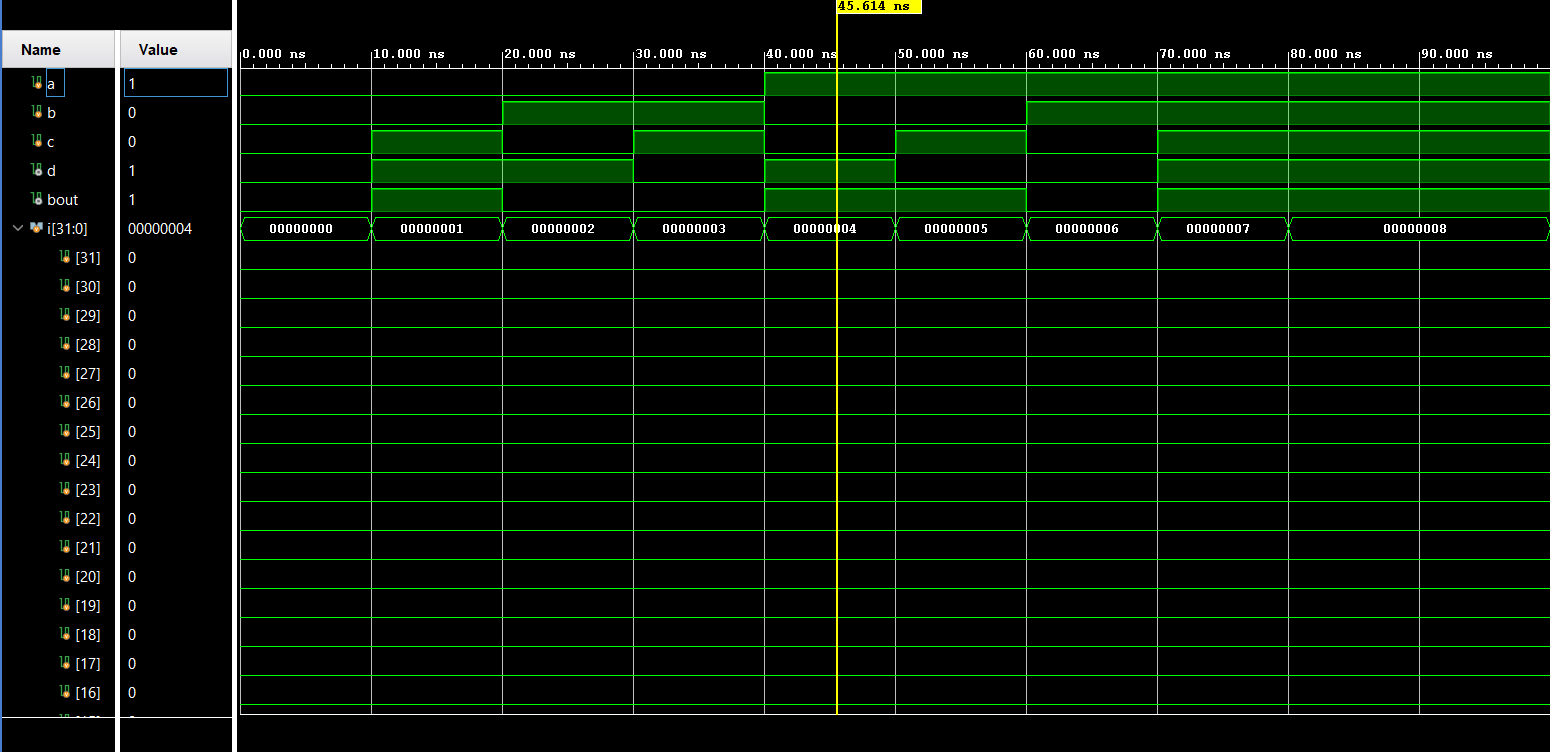 45.614 ns
Name Value
0.000 ns 10.000 ns 20.000 ns 30.000 ns 40.000 ns 50.000 ns 60.000 ns 70.000 ns 80.000 ns 90.000 ns
a 1
b 0
c 0
d 1
bout 1
i[31:0] 00000004 00000000 00000001 00000002 00000003 00000004 00000005 00000006 00000007 00000008
[31] 0
[30] 0
[29] 0
[28] 0
[27] 0
[26] 0
[25] 0
[24] 0
[23] 0
[22] 0
[21] 0
[20] 0
[19] 0
[18] 0
[17] 0
[16] 0